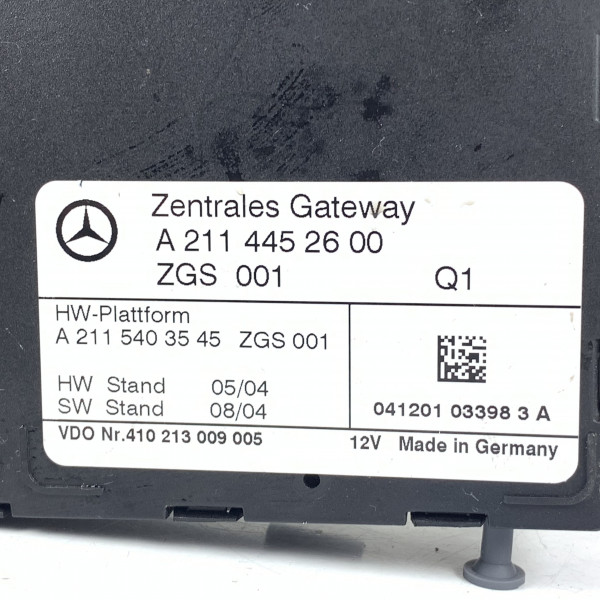 Zentrales Gateway
A 211 445 26 00
ZGS 001 Q1
HW-Plattform
A 211 540 35 45 ZGS 001
HW Stand 05/04
SW Stand 08/04
041201 03398 3 A
VDO Nr.410 213 009 005 12V Made in Germany